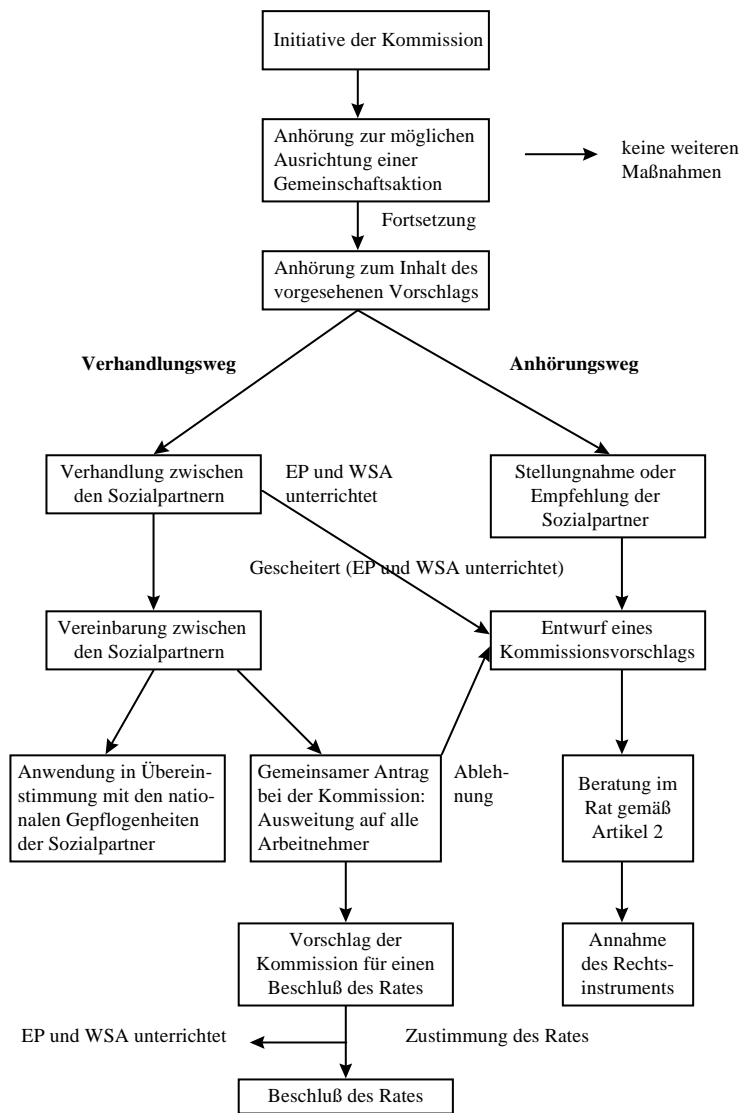 Initiative der Kommission
Anhörung zur möglichen
Ausrichtung einer
Gemeinschaftsaktion
keine weiteren
Maßnahmen
Fortsetzung
Anhörung zum Inhalt des
vorgesehenen Vorschlags
Verhandlungsweg
Anhörungsweg
Verhandlung zwischen
den Sozialpartnern
EP und WSA
unterrichtet
Stellungnahme oder
Empfehlung der
Sozialpartner
Gescheitert (EP und WSA unterrichtet)
Vereinbarung zwischen
den Sozialpartnern
Entwurf eines
Kommissionsvorschlags
Anwendung in Überein-
stimmung mit den natio-
nalen Gepflogenheiten
der Sozialpartner
Gemeinsamer Antrag
bei der Kommission:
Ausweitung auf alle
Arbeitnehmer
Ableh-
nung
Beratung im
Rat gemäß
Artikel 2
Vorschlag der
Kommission für einen
Beschluß des Rates
Annahme
des Rechts-
instruments
EP und WSA unterrichtet
Zustimmung des Rates
Beschluß des Rates